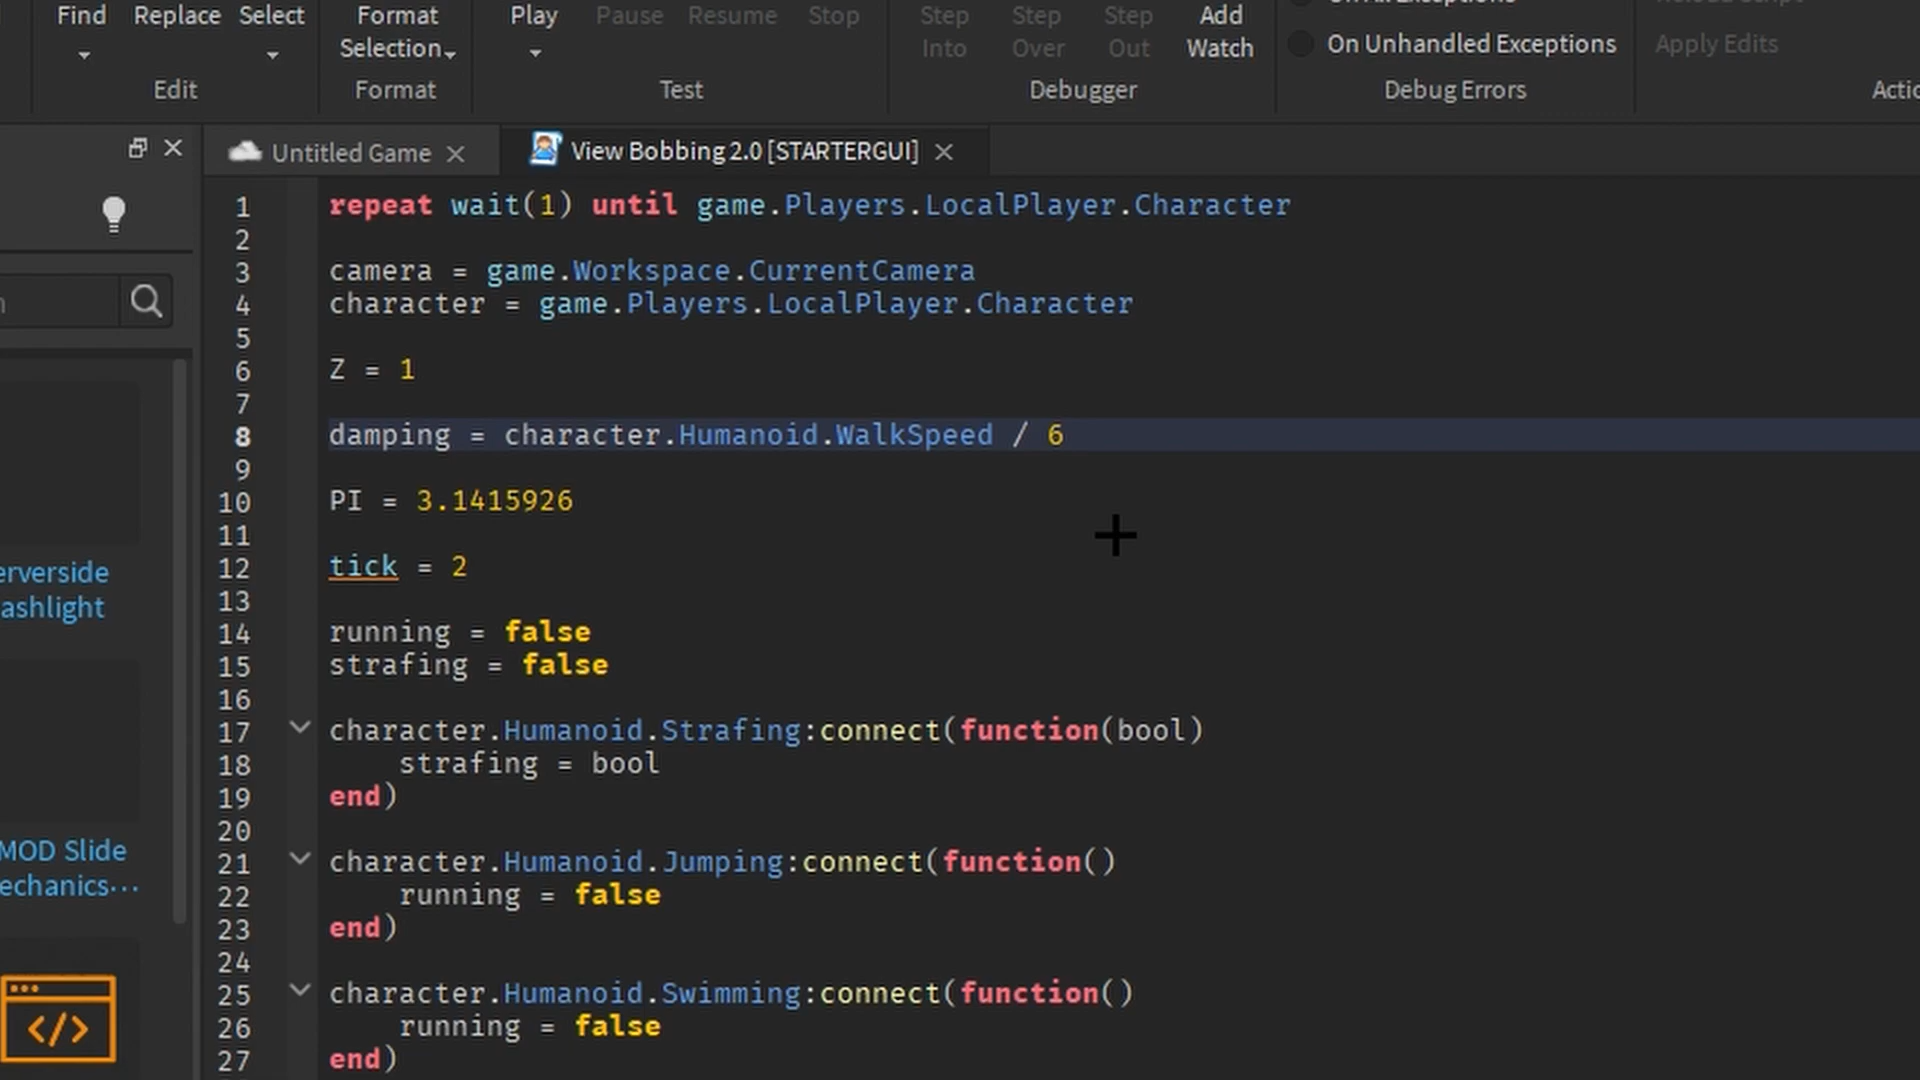 Find Replace Select Format Selection Play Pause Resume Stop Step Into Step Over Step Out Add Watch
On Unhandled Exceptions Apply Edits
Edit Format Test Debugger Debug Errors
Untitled Game View Bobbing 2.0 [STARTERGUI]
1 repeat wait(1) until game.Players.LocalPlayer.Character
2
3 camera = game.Workspace.CurrentCamera
4 character = game.Players.LocalPlayer.Character
5
6 Z = 1
7
8 damping = character.Humanoid.WalkSpeed / 6
9
10 PI = 3.1415926
11
12 tick = 2
13
14 running = false
15 strafing = false
16
17 character.Humanoid.Strafing:connect(function(bool)
18 strafing = bool
19 end)
20
21 character.Humanoid.Jumping:connect(function()
22 running = false
23 end)
24
25 character.Humanoid.Swimming:connect(function()
26 running = false
27 end)
erverside
ashlight
MOD Slide
echanics...